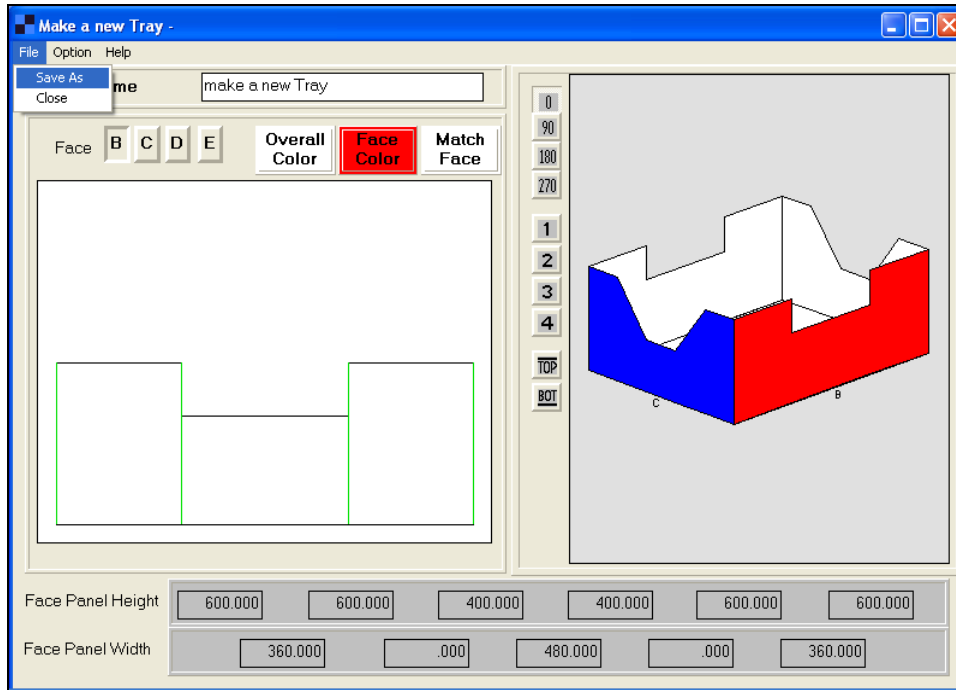 Make a new Tray -
File Option Help
Save As
Close
me
make a new Tray
Face B C D E
Overall Color
Face Color
Match Face
0
90
180
270
1
2
3
4
TOP
BOT
C
B
Face Panel Height 600.000 600.000 400.000 400.000 600.000 600.000
Face Panel Width 360.000 .000 480.000 .000 360.000